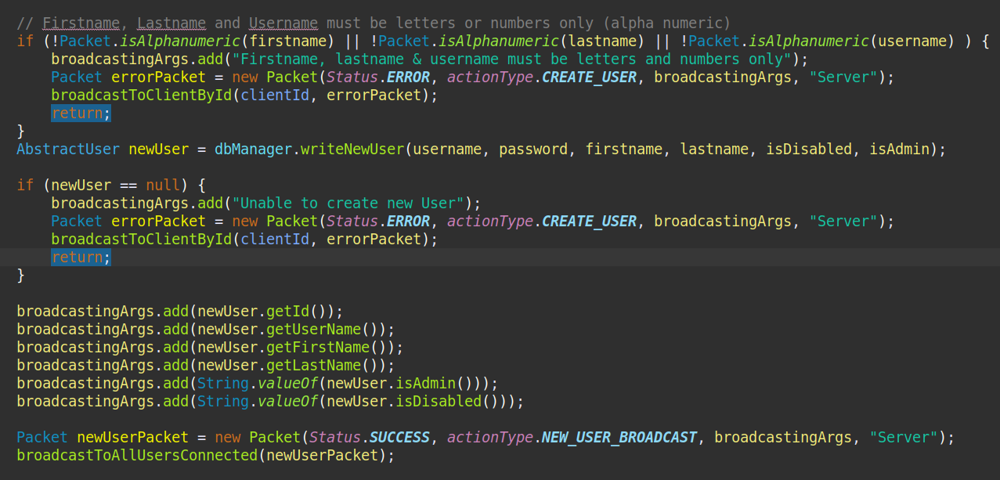 // Firstname, Lastname and Username must be letters or numbers only (alpha numeric)
if (!Packet.isAlphanumeric(firstname) || !Packet.isAlphanumeric(lastname) || !Packet.isAlphanumeric(username) ) {
    broadcastingArgs.add("Firstname, lastname & username must be letters and numbers only");
    Packet errorPacket = new Packet(Status.ERROR, actionType.CREATE_USER, broadcastingArgs, "Server");
    broadcastToClientById(clientId, errorPacket);
    return;
}
AbstractUser newUser = dbManager.writeNewUser(username, password, firstname, lastname, isDisabled, isAdmin);

if (newUser == null) {
    broadcastingArgs.add("Unable to create new User");
    Packet errorPacket = new Packet(Status.ERROR, actionType.CREATE_USER, broadcastingArgs, "Server");
    broadcastToClientById(clientId, errorPacket);
    return;
}

broadcastingArgs.add(newUser.getId());
broadcastingArgs.add(newUser.getUserName());
broadcastingArgs.add(newUser.getFirstName());
broadcastingArgs.add(newUser.getLastName());
broadcastingArgs.add(String.valueOf(newUser.isAdmin()));
broadcastingArgs.add(String.valueOf(newUser.isDisabled()));

Packet newUserPacket = new Packet(Status.SUCCESS, actionType.NEW_USER_BROADCAST, broadcastingArgs, "Server");
broadcastToAllUsersConnected(newUserPacket);